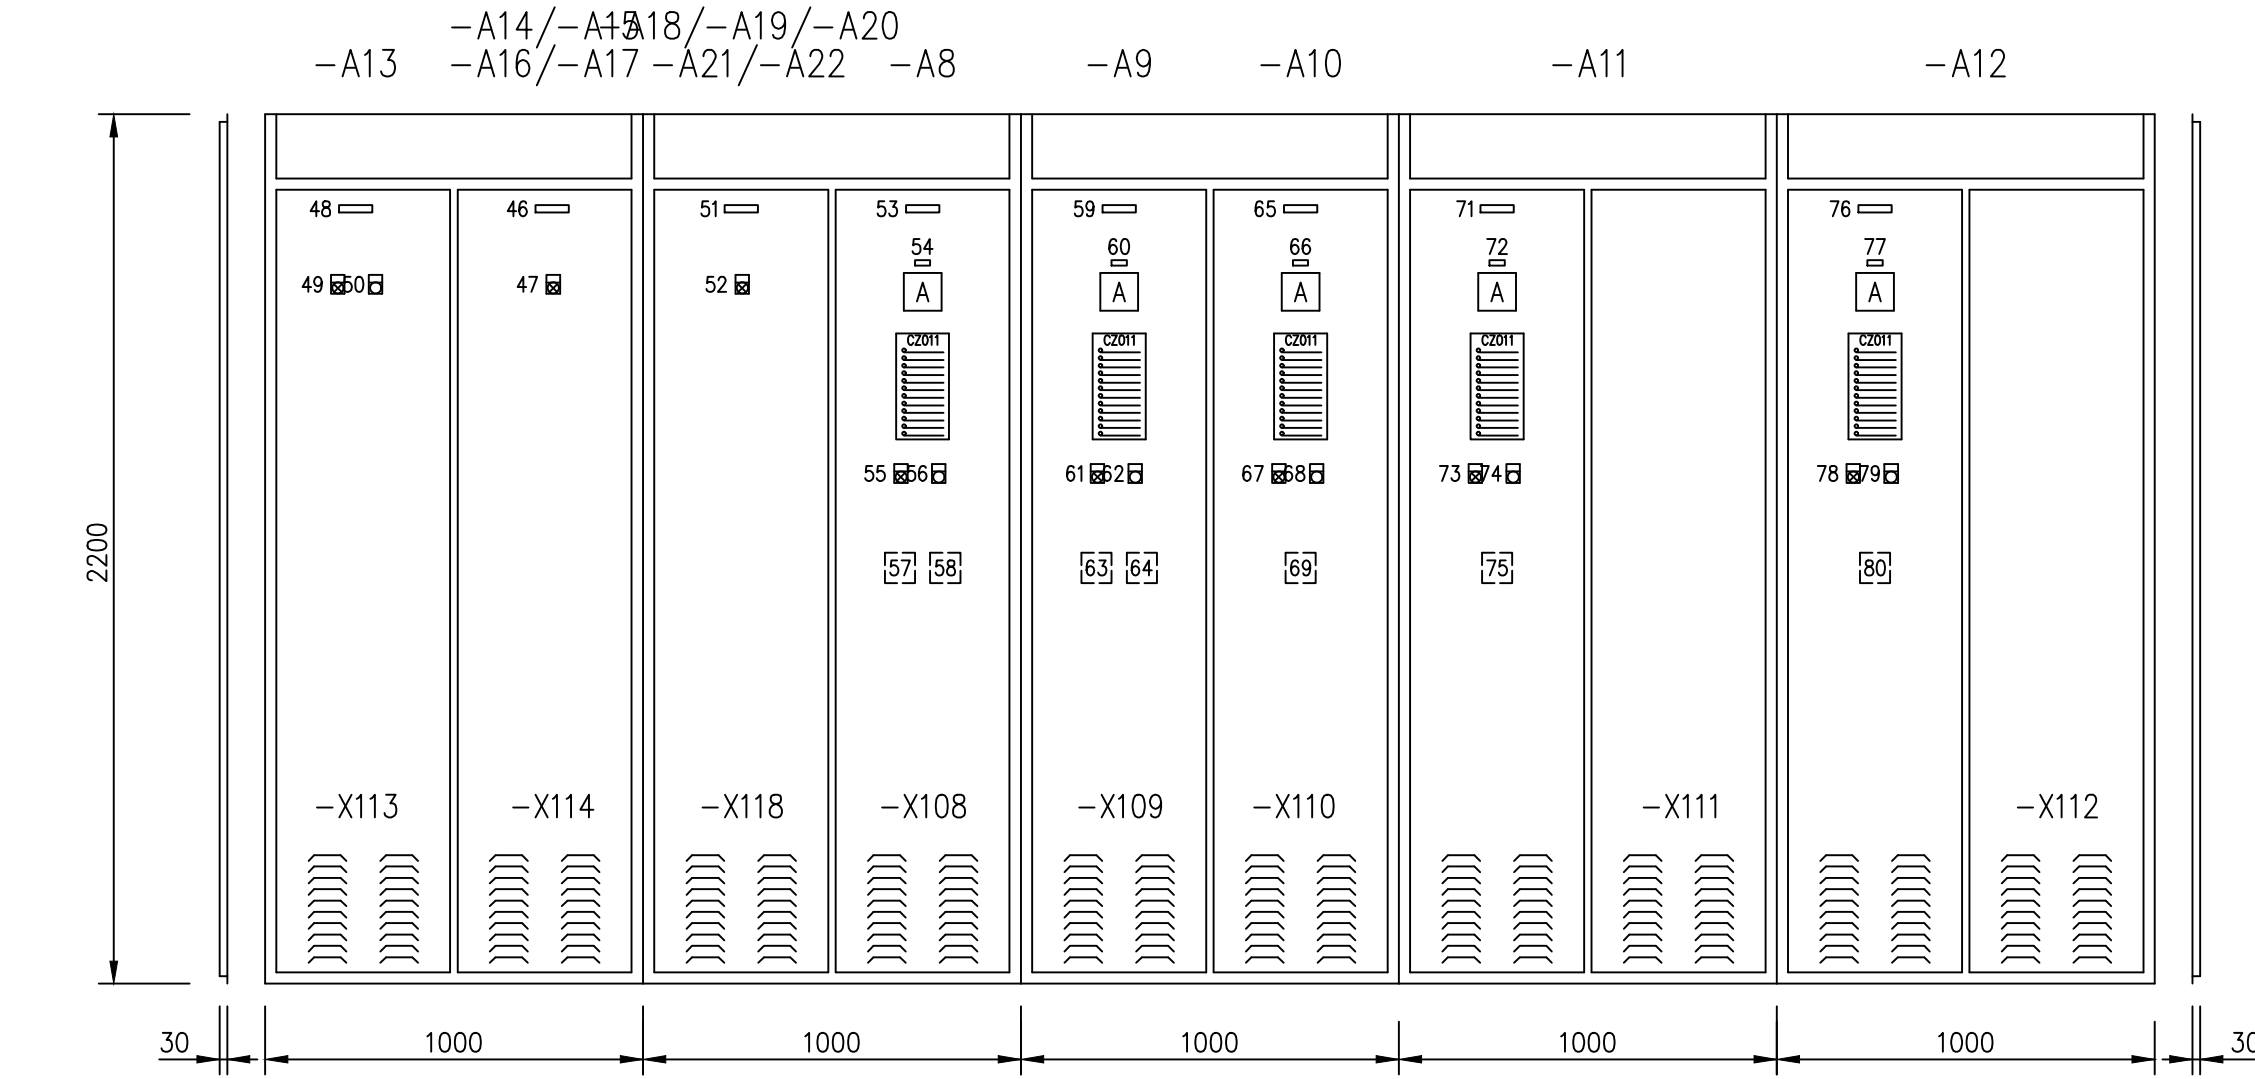 -A14/-A15 -A18/-A19/-A20
-A13 -A16/-A17 -A21/-A22 -A8 -A9 -A10 -A11 -A12
48 46 51 53 59 65 71 76
54 60 66 72 77
49 50 47 52 A A A A A
CZ011 CZ011 CZ011 CZ011 CZ011
55 56 61 62 67 68 73 74 78 79
2200
57 58 63 64 69 75 80
-X113 -X114 -X118 -X108 -X109 -X110 -X111 -X112
30 1000 1000 1000 1000 1000 30